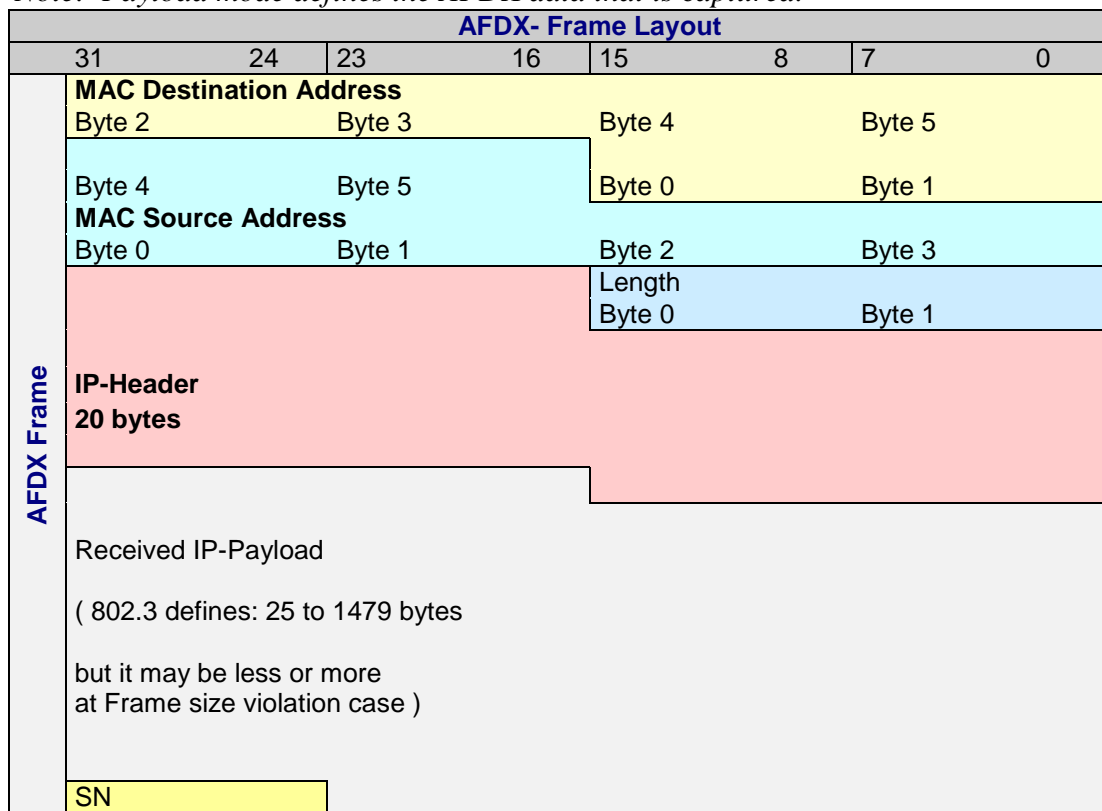 AFDX- Frame Layout
31 24 23 16 15 8 7 0
MAC Destination Address
Byte 2 Byte 3 Byte 4 Byte 5
Byte 4 Byte 5 Byte 0 Byte 1
MAC Source Address
Byte 0 Byte 1 Byte 2 Byte 3
Length
Byte 0 Byte 1
AFDX Frame
IP-Header
20 bytes
Received IP-Payload
( 802.3 defines: 25 to 1479 bytes
but it may be less or more
at Frame size violation case )
SN